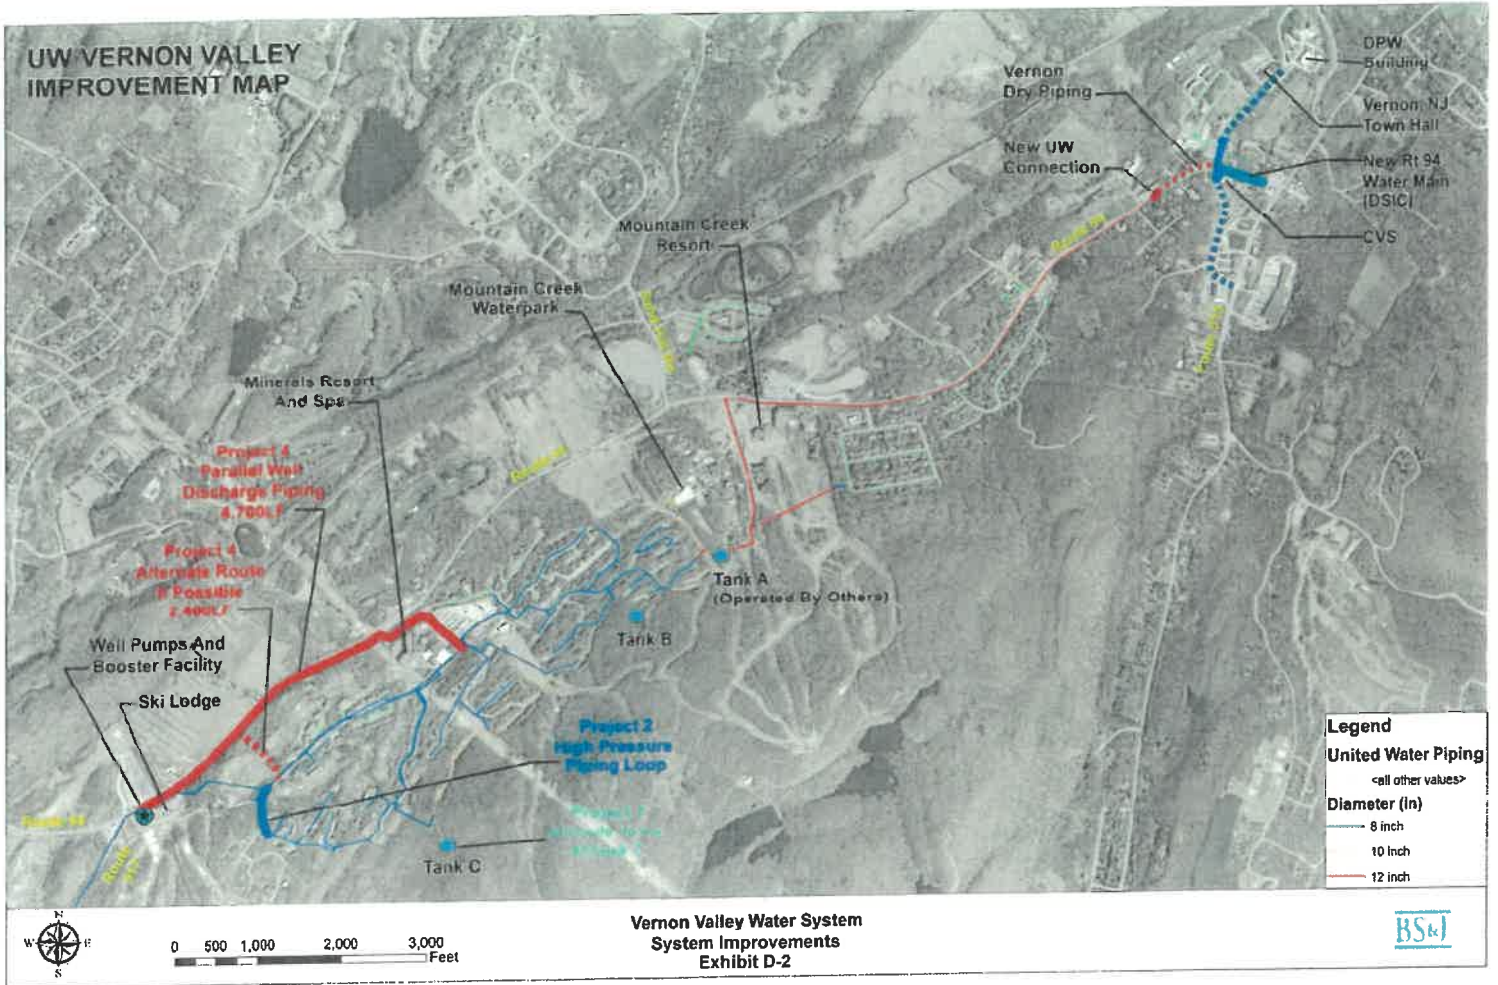 UW VERNON VALLEY
IMPROVEMENT MAP
DPW
Building
Vernon
Dry Piping
Vernon, NJ
Town Hall
New UW
Connection
New Rt 94
Water Main
(DSIC)
CVS
Mountain Creek
Resort
Mountain Creek
Waterpark
Minerals Resort
And Spa
Project 4
Parallel Well
Discharge Piping
4,700LF
Project 4
Alternate Route
If Possible
2,400LF
Well Pumps And
Booster Facility
Ski Lodge
Tank A
(Operated By Others)
Tank B
Project 2
High Pressure
Piping Loop
Tank C
Route 94
Route
Route
Legend
United Water Piping
<all other values>
Diameter (in)
8 inch
10 inch
12 inch
N
W E
S
0 500 1,000 2,000 3,000
Feet
Vernon Valley Water System
System Improvements
Exhibit D-2
BS&J